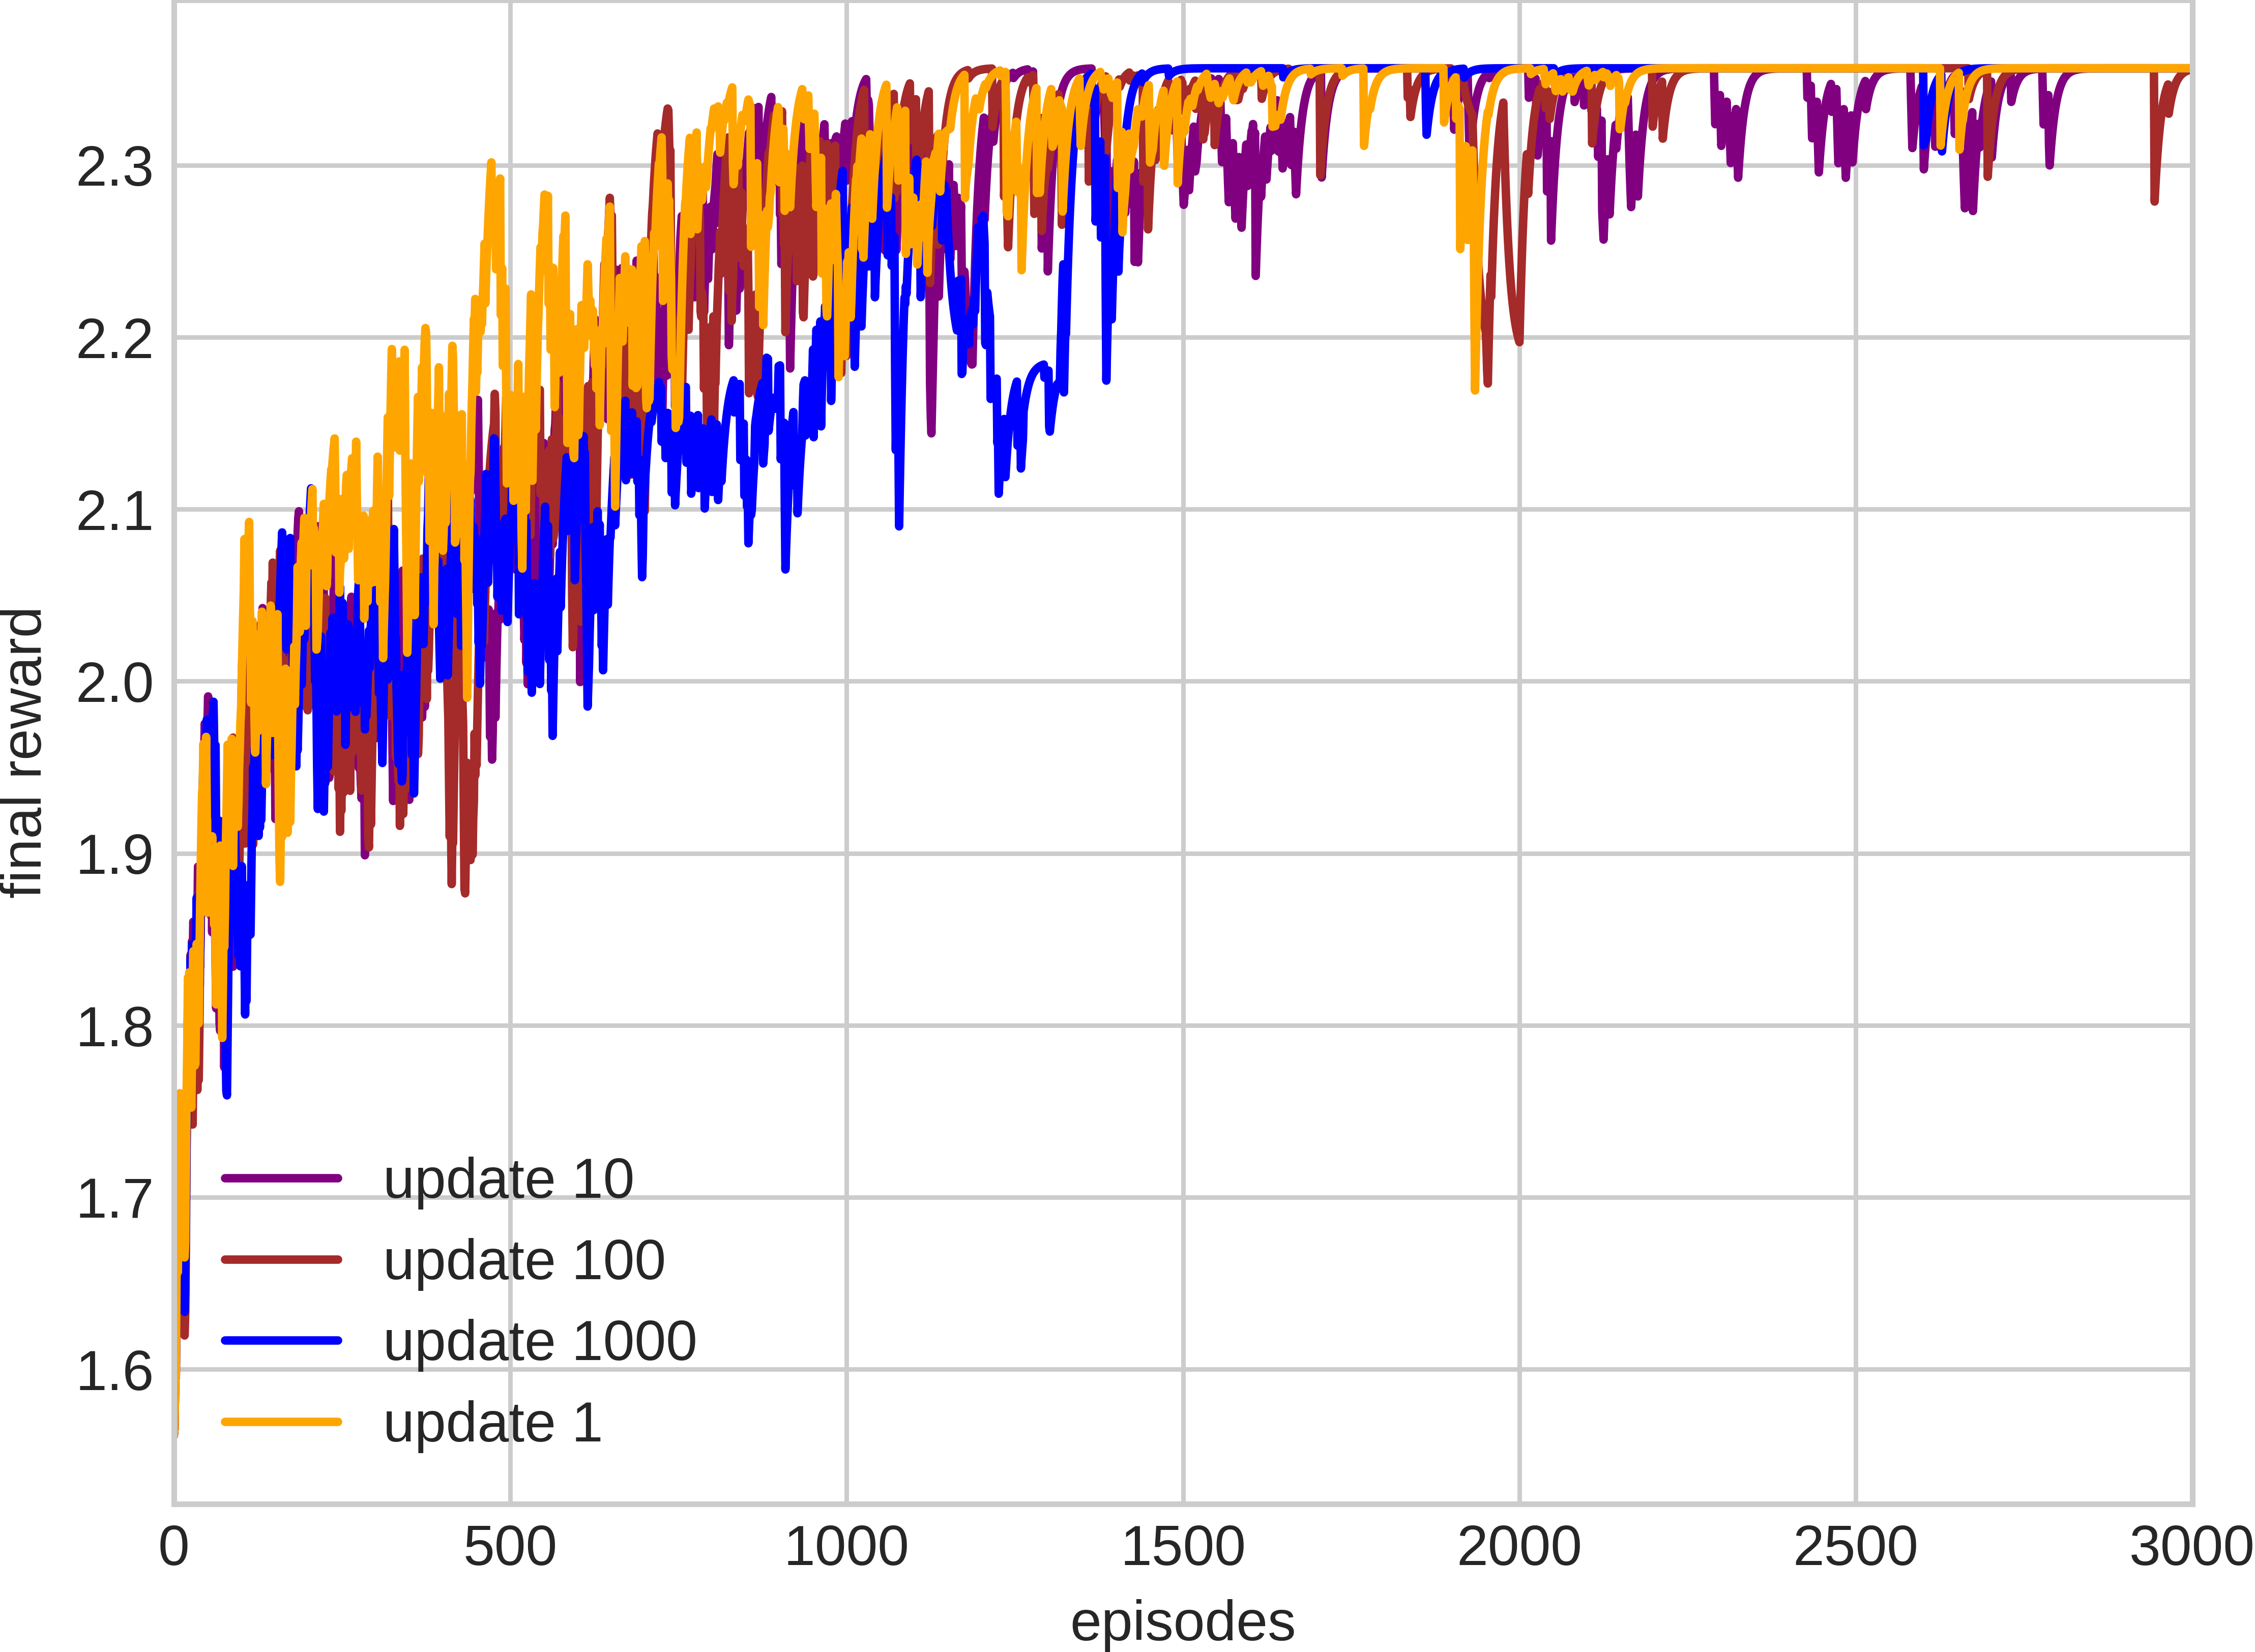 final reward
2.3
2.2
2.1
2.0
1.9
1.8
1.7
1.6
update 10
update 100
update 1000
update 1
0 500 1000 1500 2000 2500 3000
episodes